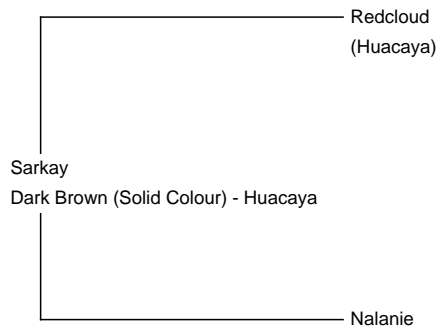 Redcloud
(Huacaya)
Sarkay
Dark Brown (Solid Colour) - Huacaya
Nalanie